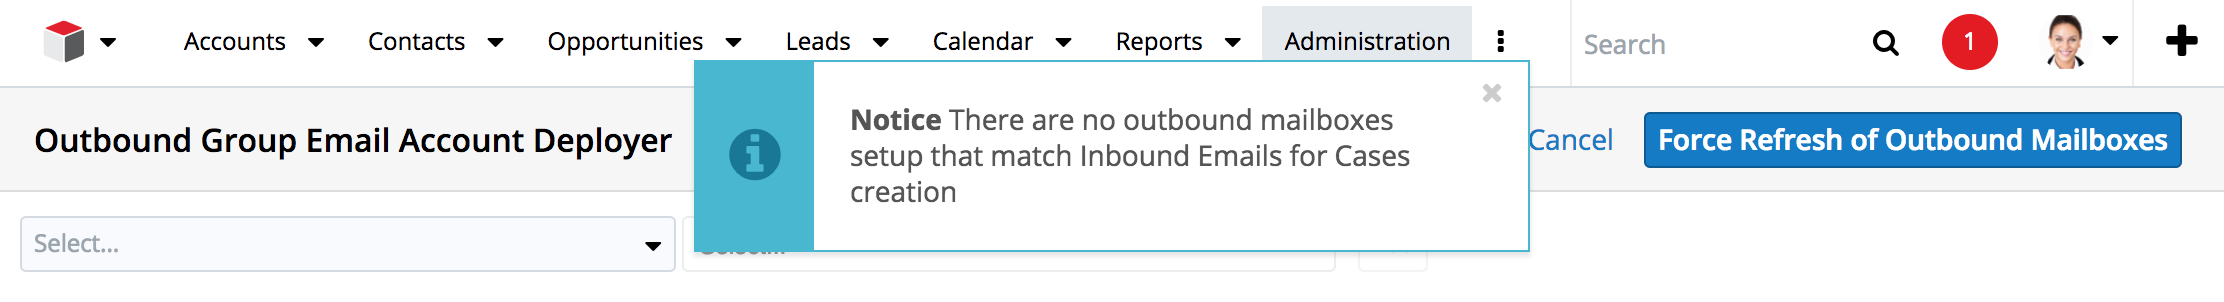 Accounts Contacts Opportunities Leads Calendar Reports Administration Search 1
Notice There are no outbound mailboxes
setup that match Inbound Emails for Cases
creation
Outbound Group Email Account Deployer Cancel Force Refresh of Outbound Mailboxes
Select...